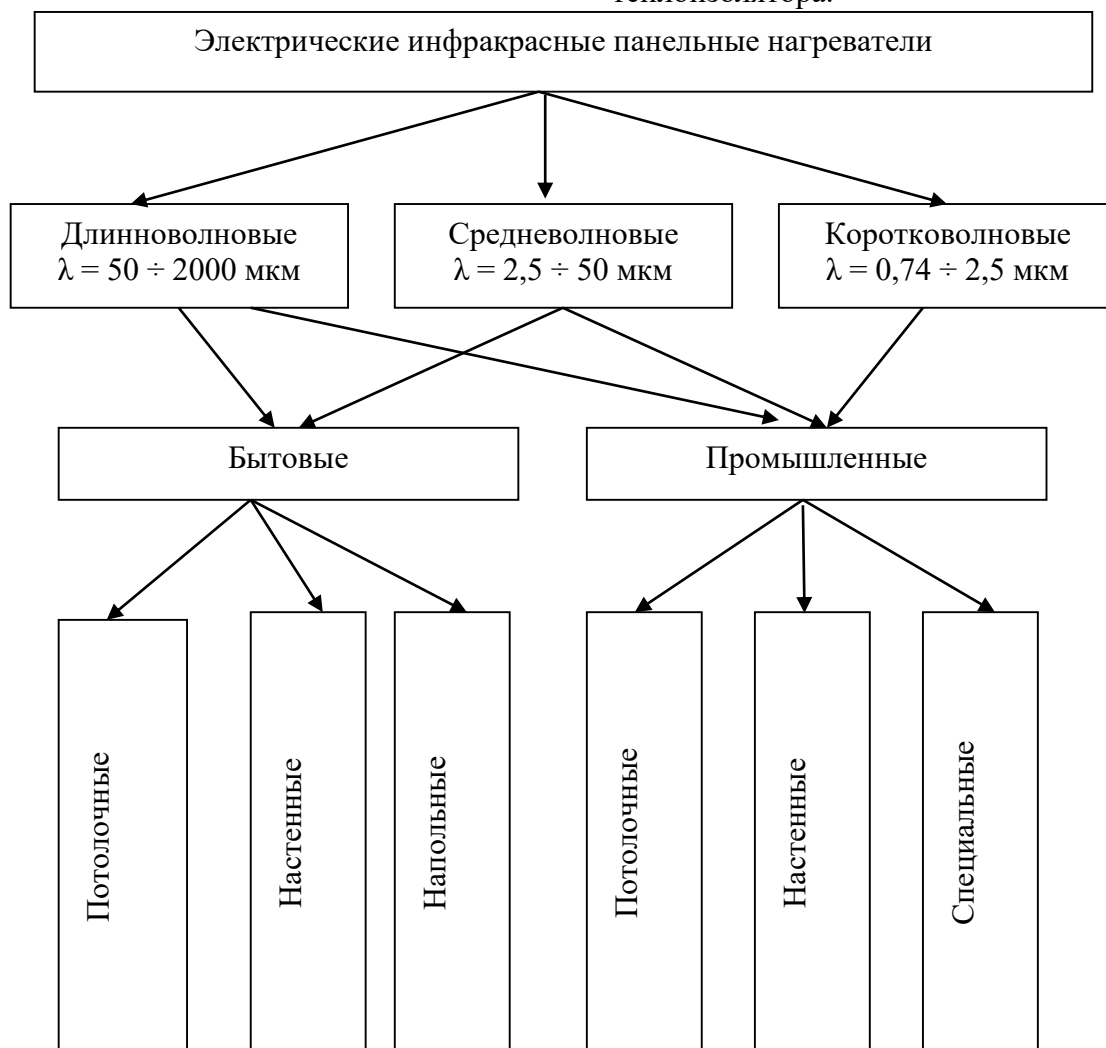 теплоизолятора.
Электрические инфракрасные панельные нагреватели
Длинноволновые
λ = 50 ÷ 2000 мкм
Средневолновые
λ = 2,5 ÷ 50 мкм
Коротковолновые
λ = 0,74 ÷ 2,5 мкм
Бытовые
Промышленные
Потолочные
Настенные
Напольные
Потолочные
Настенные
Специальные